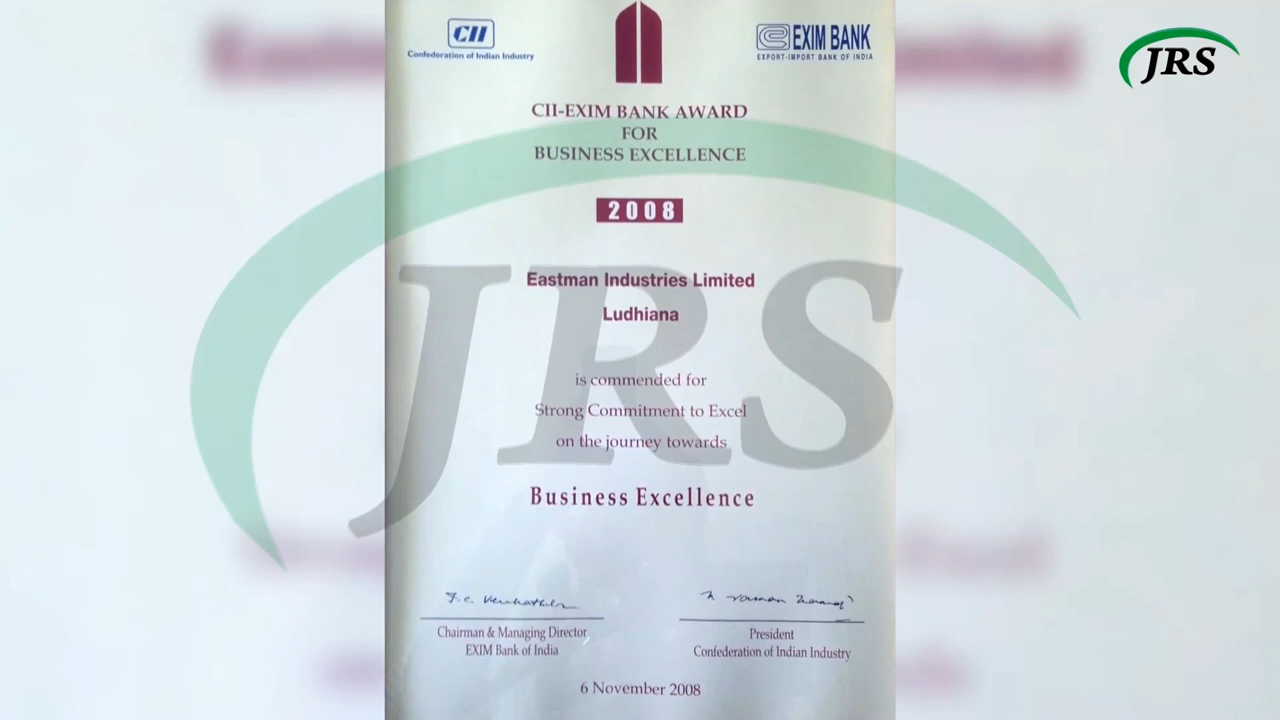 CII
Confederation of Indian Industry
EXIM BANK
EXPORT-IMPORT BANK OF INDIA
JRS
CII-EXIM BANK AWARD
FOR
BUSINESS EXCELLENCE
2008
Eastman Industries Limited
Ludhiana
is commended for
Strong Commitment to Excel
on the journey towards
Business Excellence
JRS
Chairman & Managing Director
EXIM Bank of India
President
Confederation of Indian Industry
6 November 2008